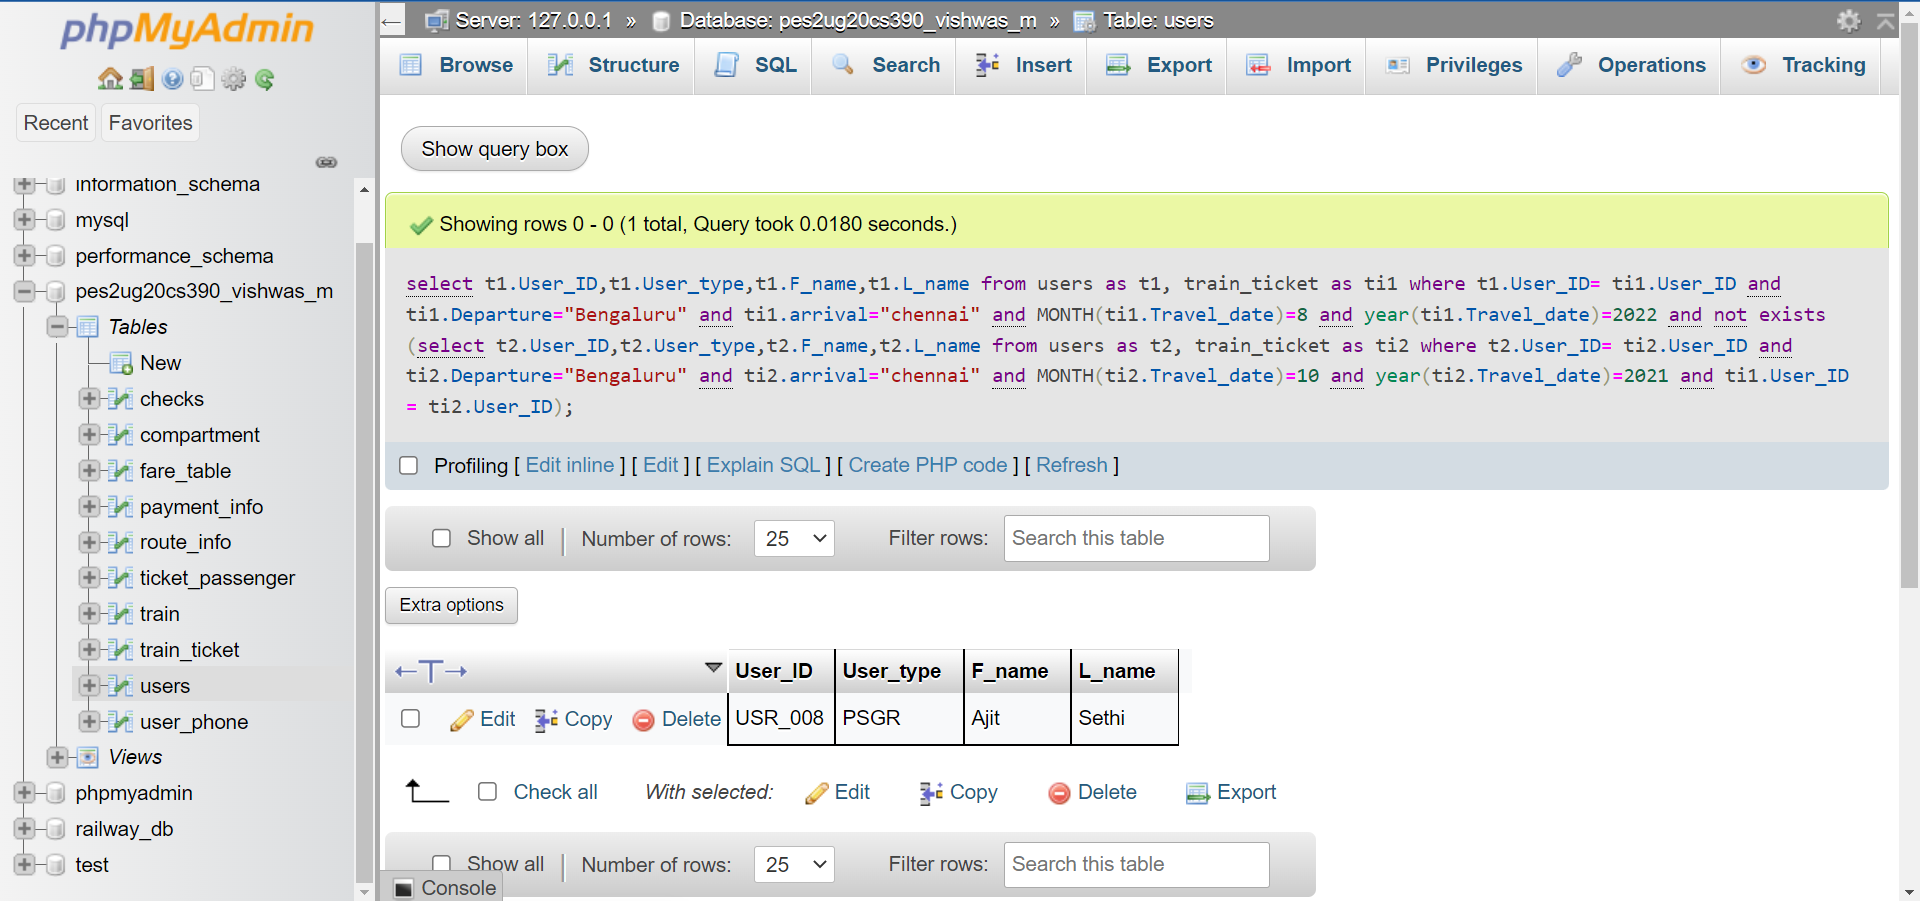 phpMyAdmin
Recent Favorites
information_schema
mysql
performance_schema
pes2ug20cs390_vishwas_m
Tables
New
checks
compartment
fare_table
payment_info
route_info
ticket_passenger
train
train_ticket
users
user_phone
Views
phpmyadmin
railway_db
test
Server: 127.0.0.1 » Database: pes2ug20cs390_vishwas_m » Table: users
Browse Structure SQL Search Insert Export Import Privileges Operations Tracking
Show query box
Showing rows 0 - 0 (1 total, Query took 0.0180 seconds.)
select t1.User_ID,t1.User_type,t1.F_name,t1.L_name from users as t1, train_ticket as ti1 where t1.User_ID= ti1.User_ID and
ti1.Departure="Bengaluru" and ti1.arrival="chennai" and MONTH(ti1.Travel_date)=8 and year(ti1.Travel_date)=2022 and not exists
(select t2.User_ID,t2.User_type,t2.F_name,t2.L_name from users as t2, train_ticket as ti2 where t2.User_ID= ti2.User_ID and
ti2.Departure="Bengaluru" and ti2.arrival="chennai" and MONTH(ti2.Travel_date)=10 and year(ti2.Travel_date)=2021 and ti1.User_ID
= ti2.User_ID);
Profiling [ Edit inline ] [ Edit ] [ Explain SQL ] [ Create PHP code ] [ Refresh ]
Show all Number of rows: 25 Filter rows: Search this table
Extra options
User_ID User_type F_name L_name
Edit Copy Delete USR_008 PSGR Ajit Sethi
Check all With selected: Edit Copy Delete Export
Show all Number of rows: 25 Filter rows: Search this table
Console